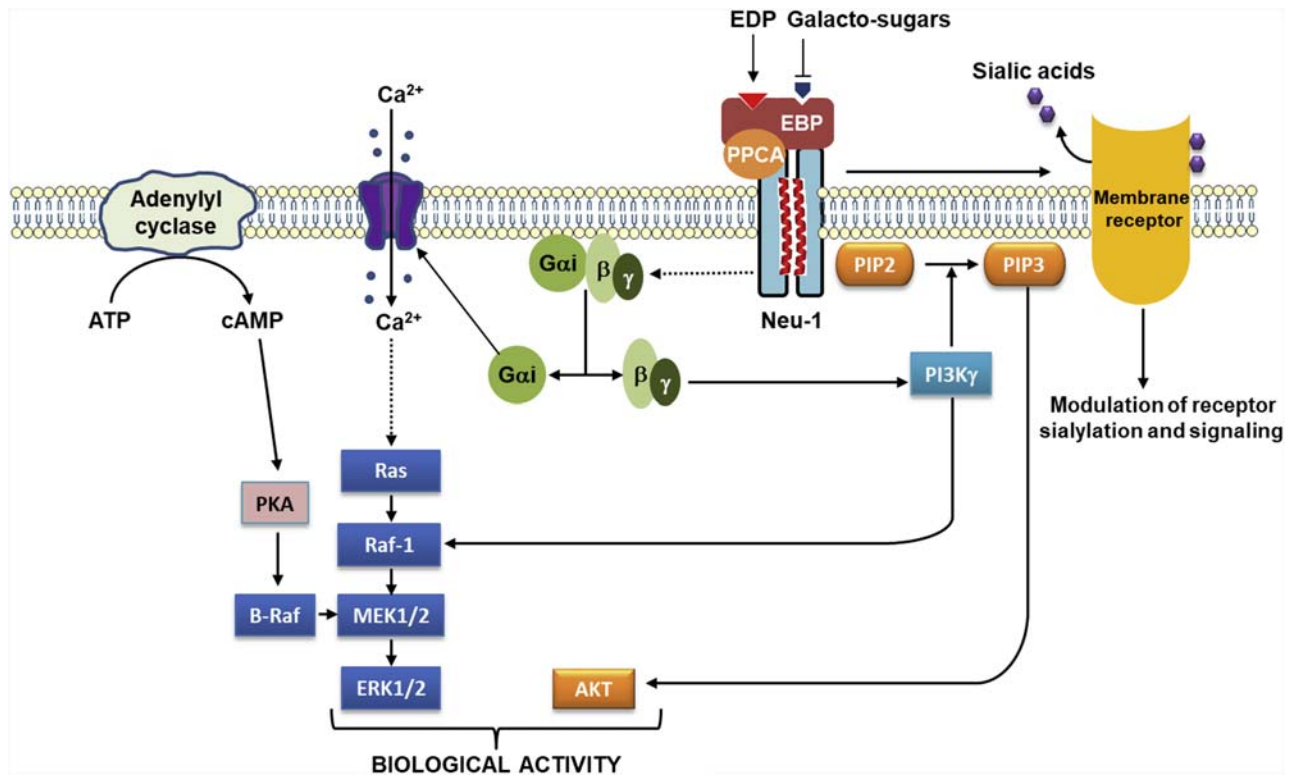 EDP Galacto-sugars
Sialic acids
Ca²⁺
EBP
PPCA
Adenylyl
cyclase
Membrane
receptor
Gαi β γ
PIP2 PIP3
ATP cAMP Ca²⁺
Neu-1
Gαi β γ
PI3Kγ
Modulation of receptor
sialylation and signaling
Ras
PKA
Raf-1
B-Raf MEK1/2
ERK1/2 AKT
BIOLOGICAL ACTIVITY